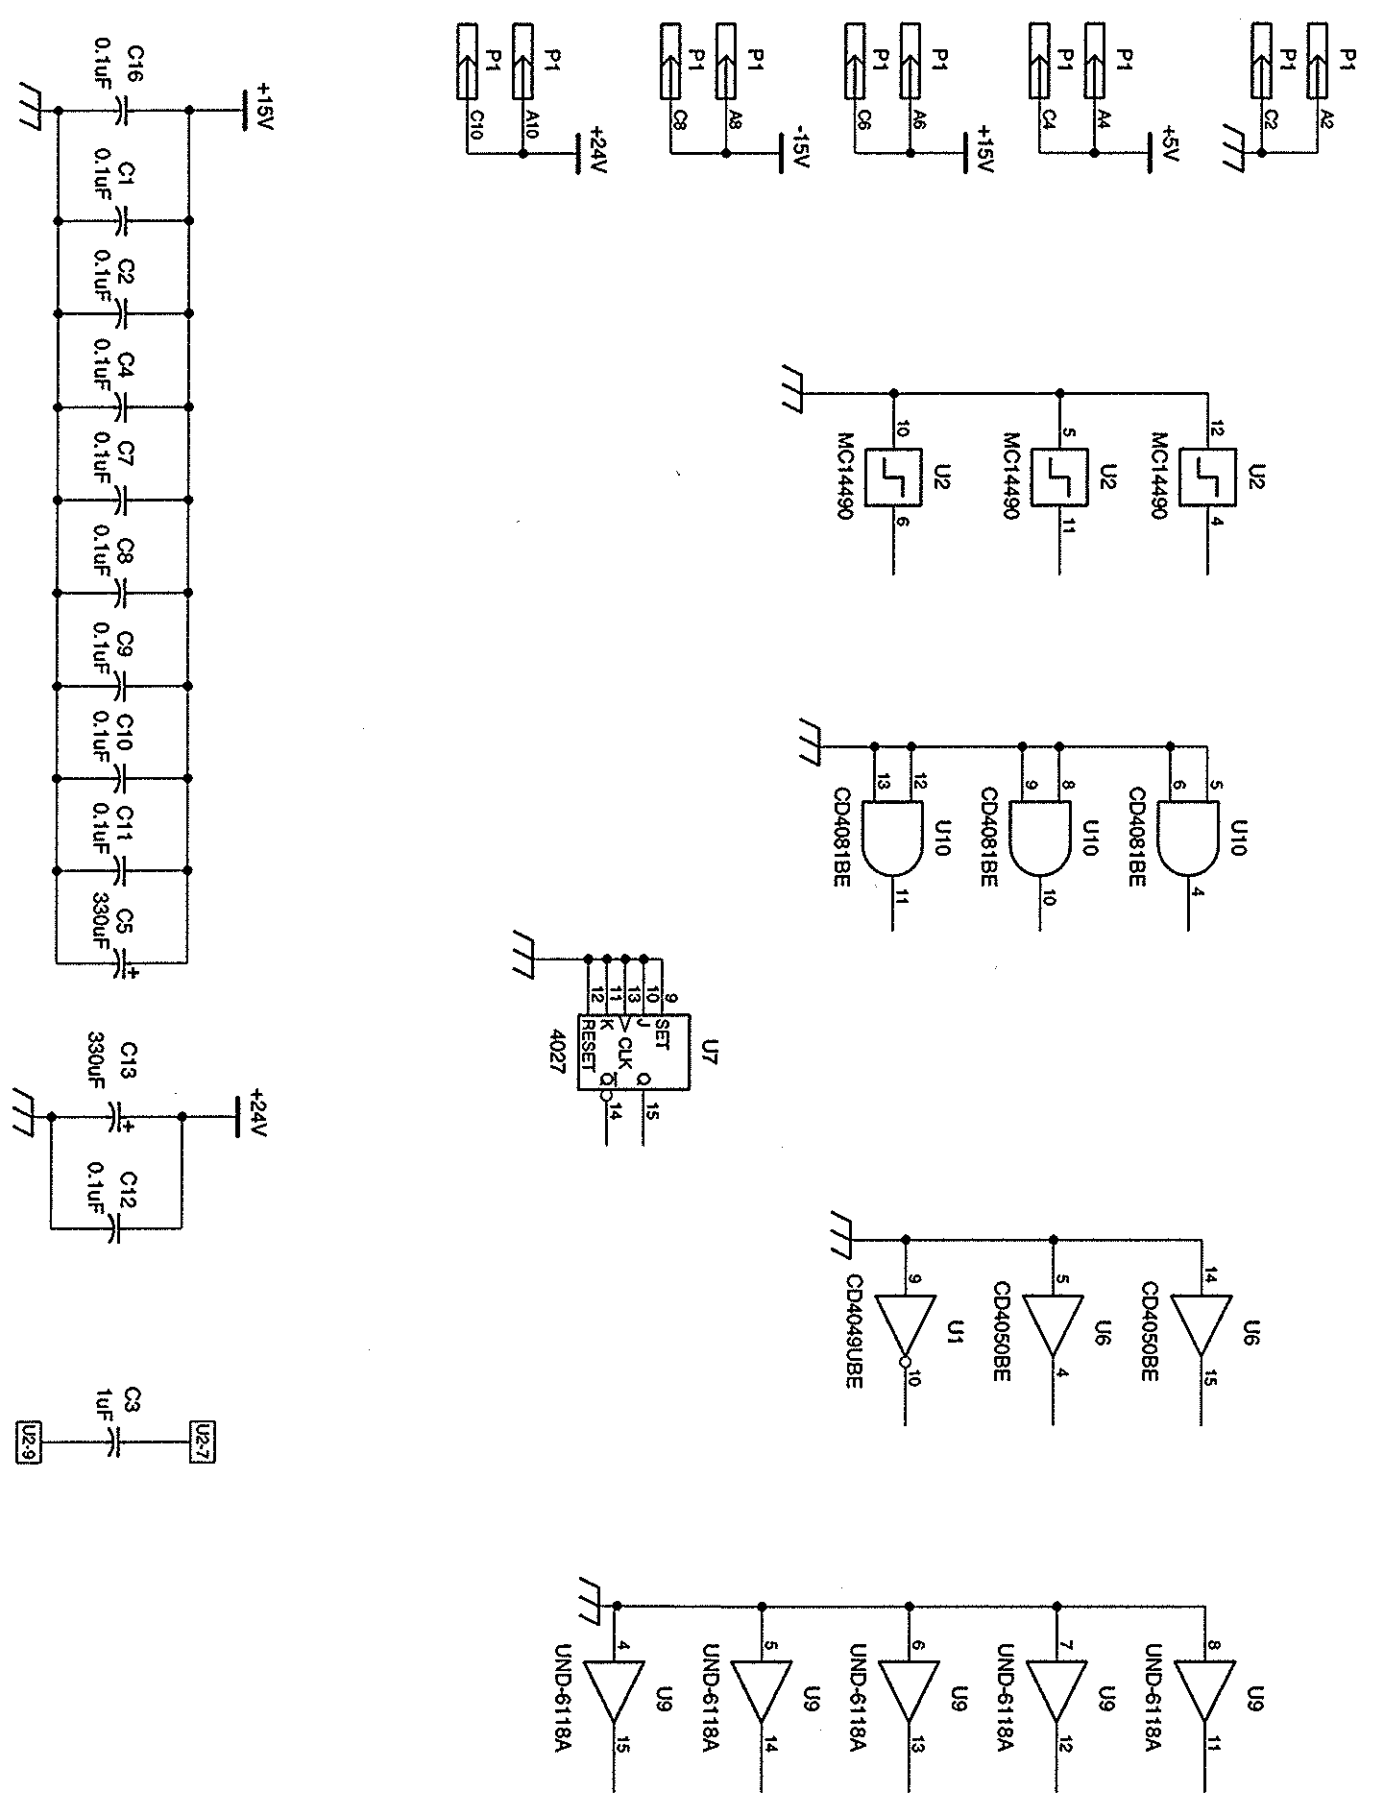 P1
A2
P1
C2
P1
A4
P1
C4
+5V
P1
A6
P1
C6
+15V
P1
A8
P1
C8
-15V
P1
A10
P1
C10
+24V
12
U2
MC14490
4
5
U2
MC14490
11
10
U2
MC14490
6
5
6
U10
CD4081BE
4
8
9
U10
CD4081BE
10
12
13
U10
CD4081BE
11
9
10
13
11
12
SET
J
CLK
K
RESET
Q
Q
U7
4027
15
14
14
U6
CD4050BE
15
5
U6
CD4050BE
4
9
U1
CD4049UBE
10
8
U9
UND-6118A
11
7
U9
UND-6118A
12
6
U9
UND-6118A
13
5
U9
UND-6118A
14
4
U9
UND-6118A
15
+15V
C16
0.1uF
C1
0.1uF
C2
0.1uF
C4
0.1uF
C7
0.1uF
C8
0.1uF
C9
0.1uF
C10
0.1uF
C11
0.1uF
C5
330uF
+
+24V
C13
330uF
+
C12
0.1uF
C3
1uF
U2-7
U2-9